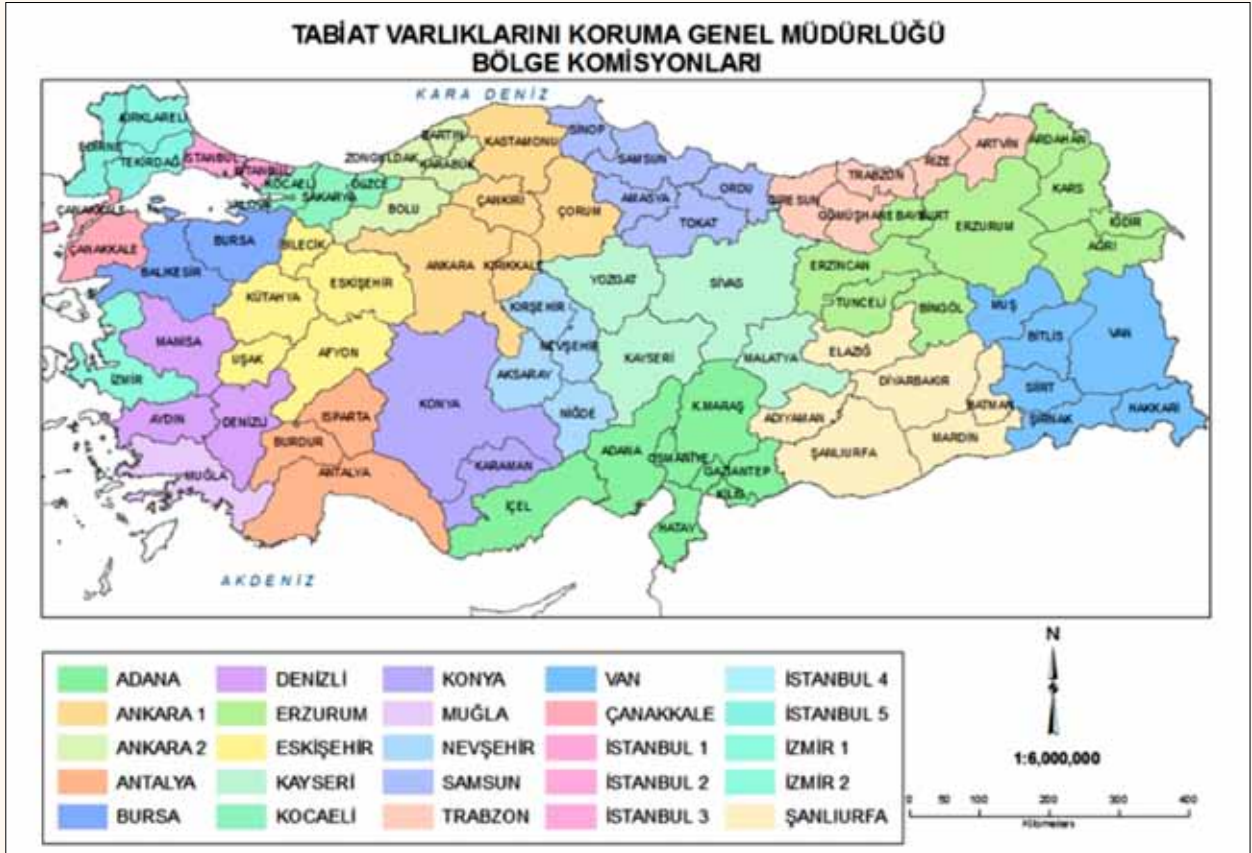 TABİAT VARLIKLARINI KORUMA GENEL MÜDÜRLÜĞÜ
BÖLGE KOMİSYONLARI
KARA DENİZ
KIRKLARELİ
EDİRNE
TEKİRDAĞ
İSTANBUL
İSTANBUL
KOCAELİ
YALOVA
SAKARYA
DÜZCE
ZONGULDAK
BARTIN
KARABÜK
BOLU
KASTAMONU
ÇANKIRI
ÇORUM
SİNOP
SAMSUN
AMASYA
ORDU
TOKAT
GİRESUN
TRABZON
RİZE
ARTVİN
ARDAHAN
GÜMÜŞHANE
BAYBURT
ERZURUM
KARS
IĞDIR
AĞRI
ÇANAKKALE
ÇANAKKALE
BALIKESİR
BURSA
BİLECİK
KÜTAHYA
ESKİŞEHİR
ANKARA
KIRIKKALE
YOZGAT
SİVAS
ERZİNCAN
TUNCELİ
BİNGÖL
MUŞ
BİTLİS
VAN
MANİSA
UŞAK
AFYON
KIRŞEHİR
NEVŞEHİR
AKSARAY
NİĞDE
KAYSERİ
MALATYA
ELAZIĞ
DİYARBAKIR
SİİRT
BATMAN
ŞIRNAK
HAKKARİ
İZMİR
AYDIN
DENİZLİ
ISPARTA
BURDUR
KONYA
KARAMAN
ADANA
K.MARAŞ
OSMANİYE
GAZİANTEP
KİLİS
ADIYAMAN
ŞANLIURFA
MARDİN
MUĞLA
ANTALYA
İÇEL
HATAY
AKDENİZ
ADANA
ANKARA 1
ANKARA 2
ANTALYA
BURSA
DENİZLİ
ERZURUM
ESKİŞEHİR
KAYSERİ
KOCAELİ
KONYA
MUĞLA
NEVŞEHİR
SAMSUN
TRABZON
VAN
ÇANAKKALE
İSTANBUL 1
İSTANBUL 2
İSTANBUL 3
İSTANBUL 4
İSTANBUL 5
İZMİR 1
İZMİR 2
ŞANLIURFA
N
1:6,000,000
0 50 100 200 300 400
Kilometers